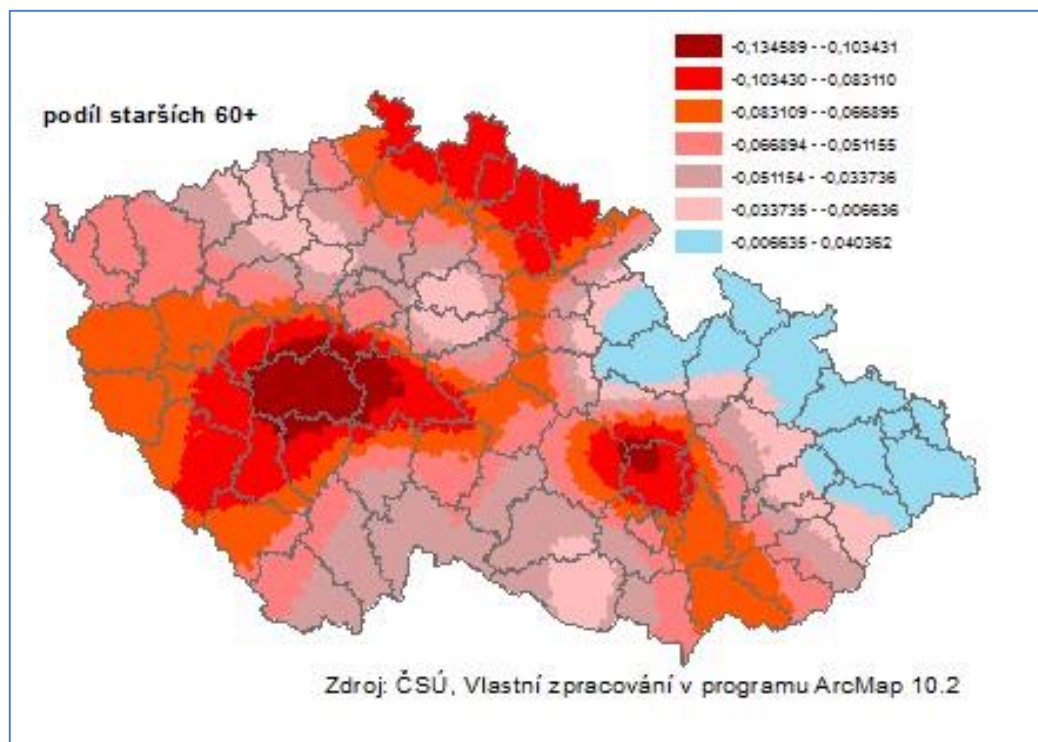 -0,134589 - -0,103431
-0,103430 - -0,083110
podíl starších 60+
-0,083109 - -0,066895
-0,066894 - -0,051155
-0,051154 - -0,033736
-0,033735 - -0,006636
-0,006635 - 0,040362
Zdroj: ČSÚ, Vlastní zpracování v programu ArcMap 10.2